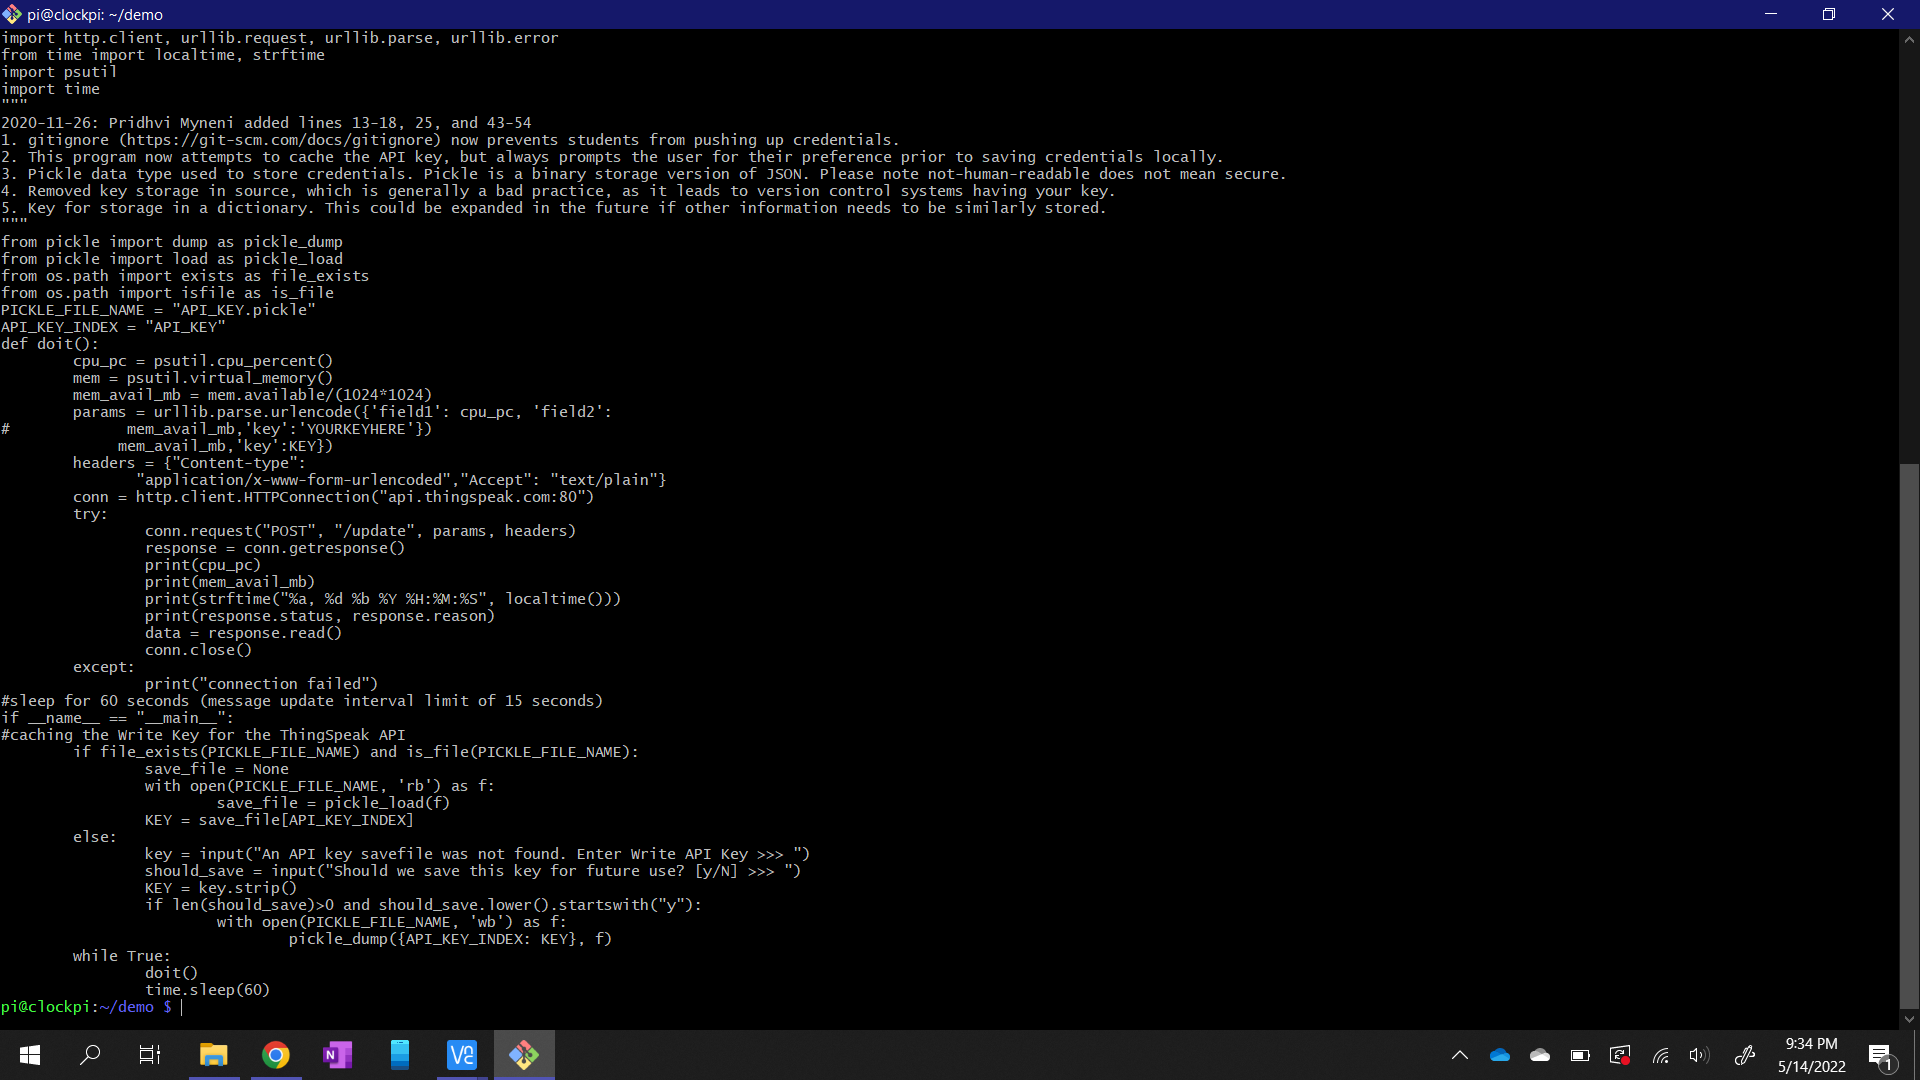 pi@clockpi: ~/demo
import http.client, urllib.request, urllib.parse, urllib.error
from time import localtime, strftime
import psutil
import time
"""
2020-11-26: Pridhvi Myneni added lines 13-18, 25, and 43-54
1. gitignore (https://git-scm.com/docs/gitignore) now prevents students from pushing up credentials.
2. This program now attempts to cache the API key, but always prompts the user for their preference prior to saving credentials locally.
3. Pickle data type used to store credentials. Pickle is a binary storage version of JSON. Please note not-human-readable does not mean secure.
4. Removed key storage in source, which is generally a bad practice, as it leads to version control systems having your key.
5. Key for storage in a dictionary. This could be expanded in the future if other information needs to be similarly stored.
"""
from pickle import dump as pickle_dump
from pickle import load as pickle_load
from os.path import exists as file_exists
from os.path import isfile as is_file
PICKLE_FILE_NAME = "API_KEY.pickle"
API_KEY_INDEX = "API_KEY"
def doit():
        cpu_pc = psutil.cpu_percent()
        mem = psutil.virtual_memory()
        mem_avail_mb = mem.available/(1024*1024)
        params = urllib.parse.urlencode({'field1': cpu_pc, 'field2':
#             mem_avail_mb,'key':'YOURKEYHERE'})
             mem_avail_mb,'key':KEY})
        headers = {"Content-type":
               "application/x-www-form-urlencoded","Accept": "text/plain"}
        conn = http.client.HTTPConnection("api.thingspeak.com:80")
        try:
                conn.request("POST", "/update", params, headers)
                response = conn.getresponse()
                print(cpu_pc)
                print(mem_avail_mb)
                print(strftime("%a, %d %b %Y %H:%M:%S", localtime()))
                print(response.status, response.reason)
                data = response.read()
                conn.close()
        except:
                print("connection failed")
#sleep for 60 seconds (message update interval limit of 15 seconds)
if __name__ == "__main__":
#caching the Write Key for the ThingSpeak API
        if file_exists(PICKLE_FILE_NAME) and is_file(PICKLE_FILE_NAME):
                save_file = None
                with open(PICKLE_FILE_NAME, 'rb') as f:
                        save_file = pickle_load(f)
                KEY = save_file[API_KEY_INDEX]
        else:
                key = input("An API key savefile was not found. Enter Write API Key >>> ")
                should_save = input("Should we save this key for future use? [y/N] >>> ")
                KEY = key.strip()
                if len(should_save)>0 and should_save.lower().startswith("y"):
                        with open(PICKLE_FILE_NAME, 'wb') as f:
                                pickle_dump({API_KEY_INDEX: KEY}, f)
        while True:
                doit()
                time.sleep(60)
pi@clockpi:~/demo $
N
VC
9:34 PM
5/14/2022
1